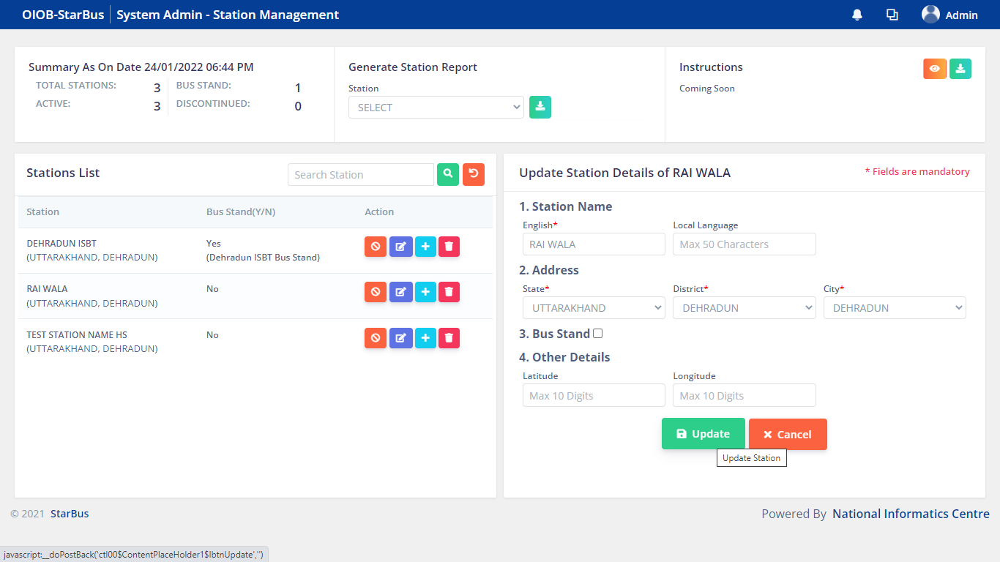 OIOB-StarBus System Admin - Station Management Admin
Summary As On Date 24/01/2022 06:44 PM
TOTAL STATIONS: 3 BUS STAND: 1
ACTIVE: 3 DISCONTINUED: 0
Generate Station Report
Station
SELECT
Instructions
Coming Soon
Stations List
Search Station
Station Bus Stand(Y/N) Action
DEHRADUN ISBT Yes
(UTTARAKHAND, DEHRADUN) (Dehradun ISBT Bus Stand)
RAI WALA No
(UTTARAKHAND, DEHRADUN)
TEST STATION NAME HS No
(UTTARAKHAND, DEHRADUN)
Update Station Details of RAI WALA * Fields are mandatory
1. Station Name
English* Local Language
RAI WALA Max 50 Characters
2. Address
State* District* City*
UTTARAKHAND DEHRADUN DEHRADUN
3. Bus Stand
4. Other Details
Latitude Longitude
Max 10 Digits Max 10 Digits
Update Cancel
Update Station
© 2021 StarBus Powered By National Informatics Centre
javascript:__doPostBack('ctl00$ContentPlaceHolder1$lbtnUpdate','')